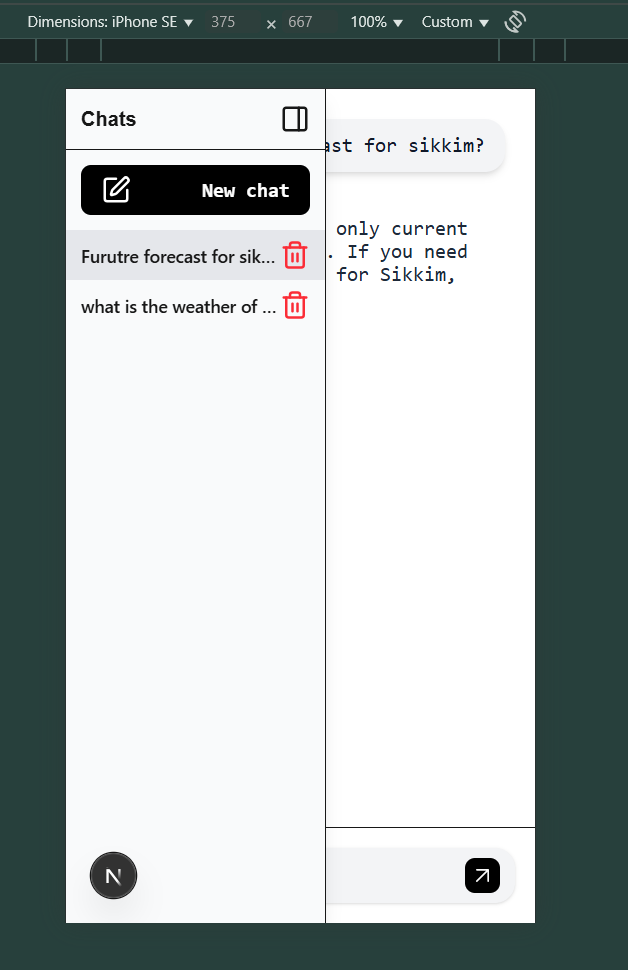 Dimensions: iPhone SE ▼ 375 × 667 100% ▼ Custom ▼
Chats
New chat
Furutre forecast for sik...
what is the weather of ...
ast for sikkim?
only current
. If you need
for Sikkim,
N